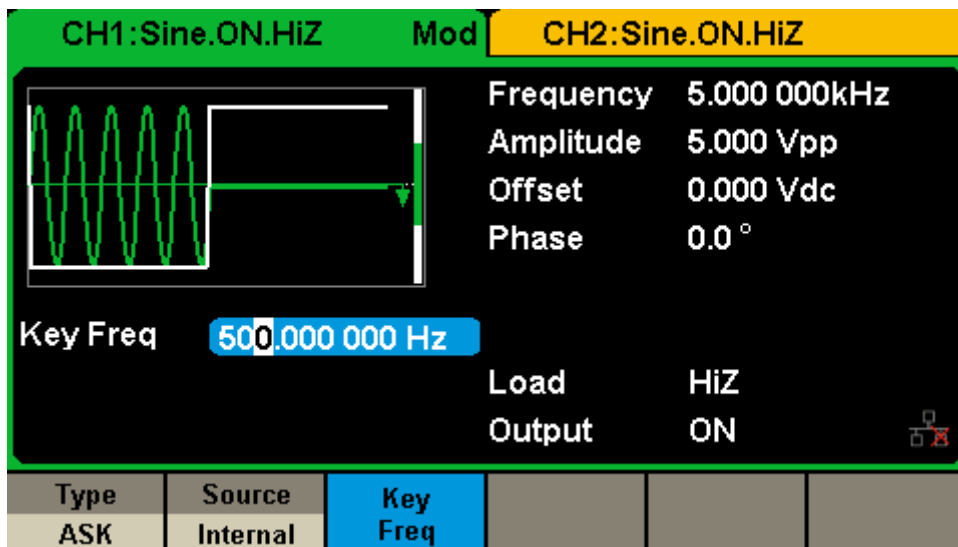 CH1:Sine.ON.HiZ Mod CH2:Sine.ON.HiZ
Frequency 5.000 000kHz
Amplitude 5.000 Vpp
Offset 0.000 Vdc
Phase 0.0 °
Key Freq 500.000 000 Hz
Load HiZ
Output ON
Type Source Key
ASK Internal Freq